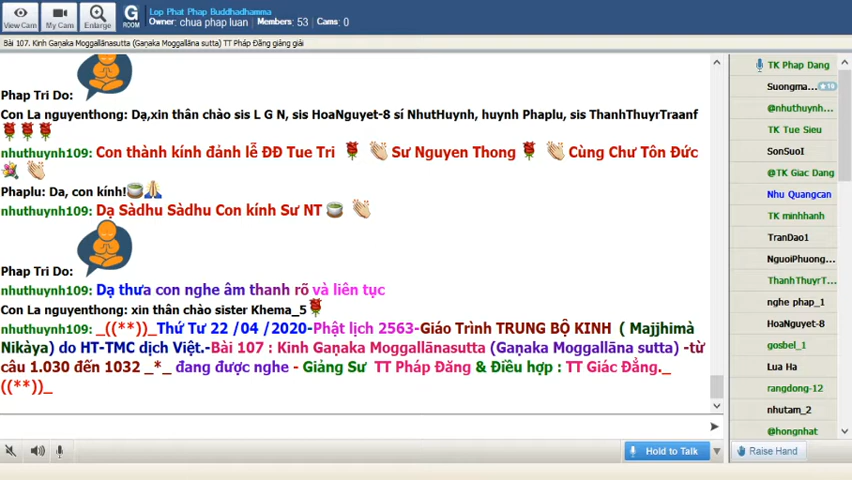 View Cam
My Cam
Enlarge
G
ROOM
Lop Phat Phap Buddhadhamma
Owner: chua phap luan Members: 53 Cams: 0
Bài 107. Kinh Gaṇaka Moggallānasutta (Gaṇaka Moggallāna sutta) TT Pháp Đăng giảng giải
Phap Tri Do:
Con La nguyenthong: Dạ,xin thân chào sis L G N, sis HoaNguyet-8 sí NhutHuynh, huynh Phaplu, sis ThanhThuyrTraanf
nhuthuynh109: Con thành kính đảnh lễ ĐĐ Tue Tri Sư Nguyen Thong Cùng Chư Tôn Đức
Phaplu: Da, con kính!
nhuthuynh109: Dạ Sàdhu Sàdhu Con kính Sư NT
Phap Tri Do:
nhuthuynh109: Dạ thưa con nghe âm thanh rõ và liên tục
Con La nguyenthong: xin thân chào sister Khema_5
nhuthuynh109: _((**))_Thứ Tư 22 /04 /2020-Phật lịch 2563-Giáo Trình TRUNG BỘ KINH ( Majjhimà
Nikàya) do HT-TMC dịch Việt.-Bài 107 : Kinh Gaṇaka Moggallānasutta (Gaṇaka Moggallāna sutta) -từ
câu 1.030 đến 1032 _*_ đang được nghe - Giảng Sư TT Pháp Đăng & Điều hợp : TT Giác Đẳng._
((**))_
TK Phap Dang
Suongma... 10
@nhuthuynh...
TK Tue Sieu
SonSuoI
@TK Giac Dang
Nhu Quangcan
TK minhhanh
TranDao1
NguoiPhuong...
ThanhThuyrT...
nghe phap_1
HoaNguyet-8
gosbel_1
Lua Ha
rangdong-12
nhutam_2
@hongnhat
Hold to Talk
Raise Hand